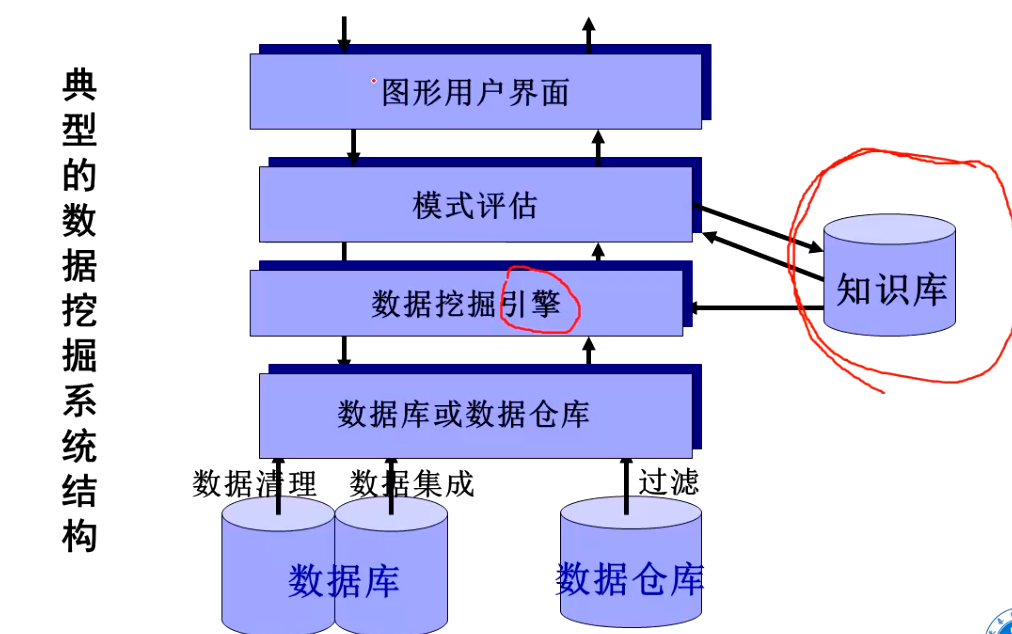 典型的数据挖掘系统结构
图形用户界面
模式评估
知识库
数据挖掘引擎
数据库或数据仓库
数据清理
数据集成
过滤
数据库
数据仓库